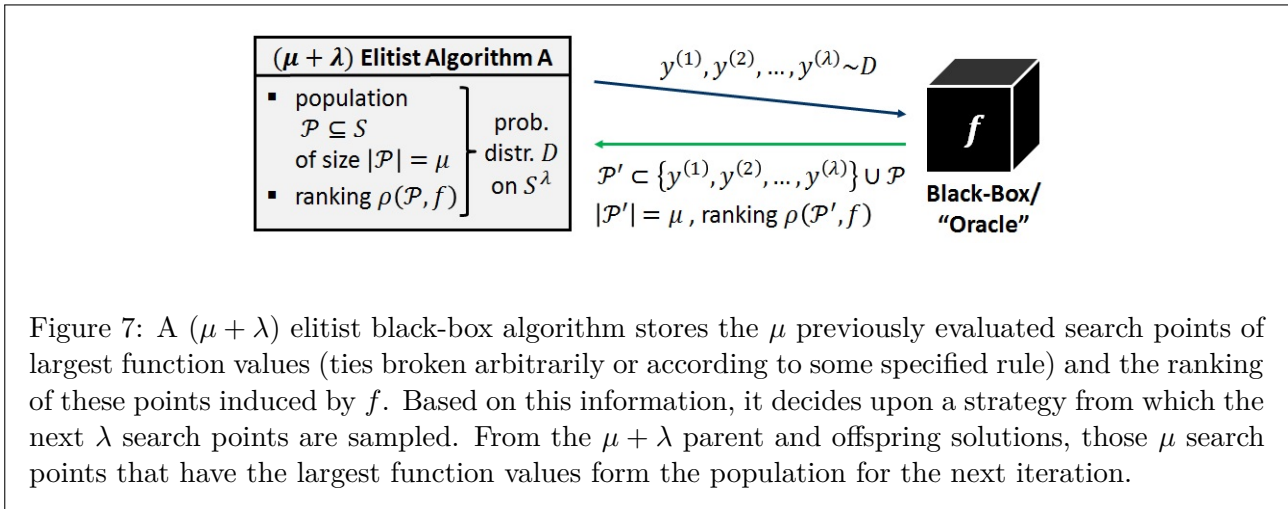 (μ + λ) Elitist Algorithm A
▪ population
𝒫 ⊆ S
of size |𝒫| = μ
▪ ranking ρ(𝒫, f)
prob.
distr. D
on S^λ
y^(1), y^(2), ..., y^(λ)~D
𝒫′ ⊂ {y^(1), y^(2), ..., y^(λ)} ∪ 𝒫
|𝒫′| = μ , ranking ρ(𝒫′, f)
f
Black-Box/
“Oracle”
Figure 7: A (μ + λ) elitist black-box algorithm stores the μ previously evaluated search points of
largest function values (ties broken arbitrarily or according to some specified rule) and the ranking
of these points induced by f. Based on this information, it decides upon a strategy from which the
next λ search points are sampled. From the μ + λ parent and offspring solutions, those μ search
points that have the largest function values form the population for the next iteration.